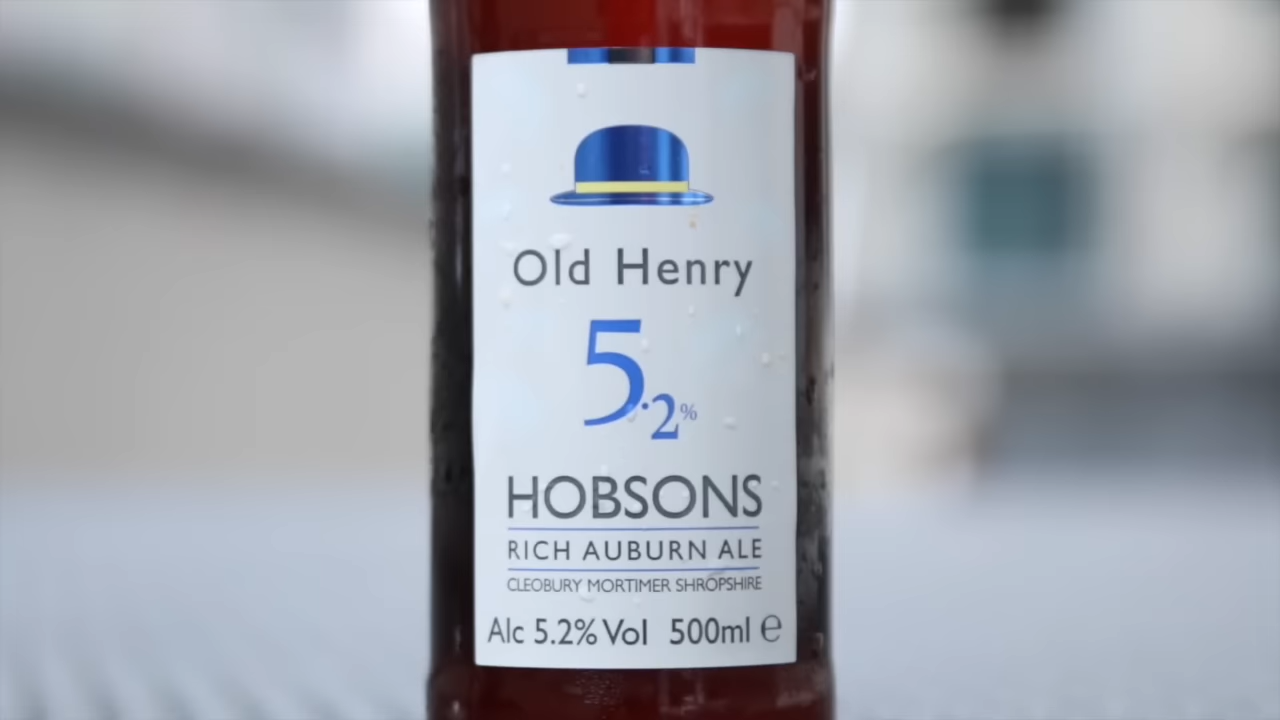 Old Henry
5.2%
HOBSONS
RICH AUBURN ALE
CLEOBURY MORTIMER SHROPSHIRE
Alc 5.2% Vol 500ml ℮